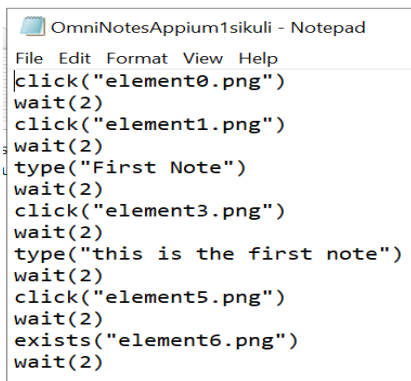 OmniNotesAppium1sikuli - Notepad
File Edit Format View Help
click("element0.png")
wait(2)
click("element1.png")
wait(2)
type("First Note")
wait(2)
click("element3.png")
wait(2)
type("this is the first note")
wait(2)
click("element5.png")
wait(2)
exists("element6.png")
wait(2)